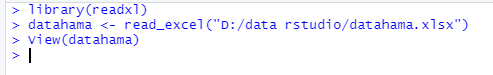 > library(readxl)
> datahama <- read_excel("D:/data rstudio/datahama.xlsx")
> View(datahama)
>